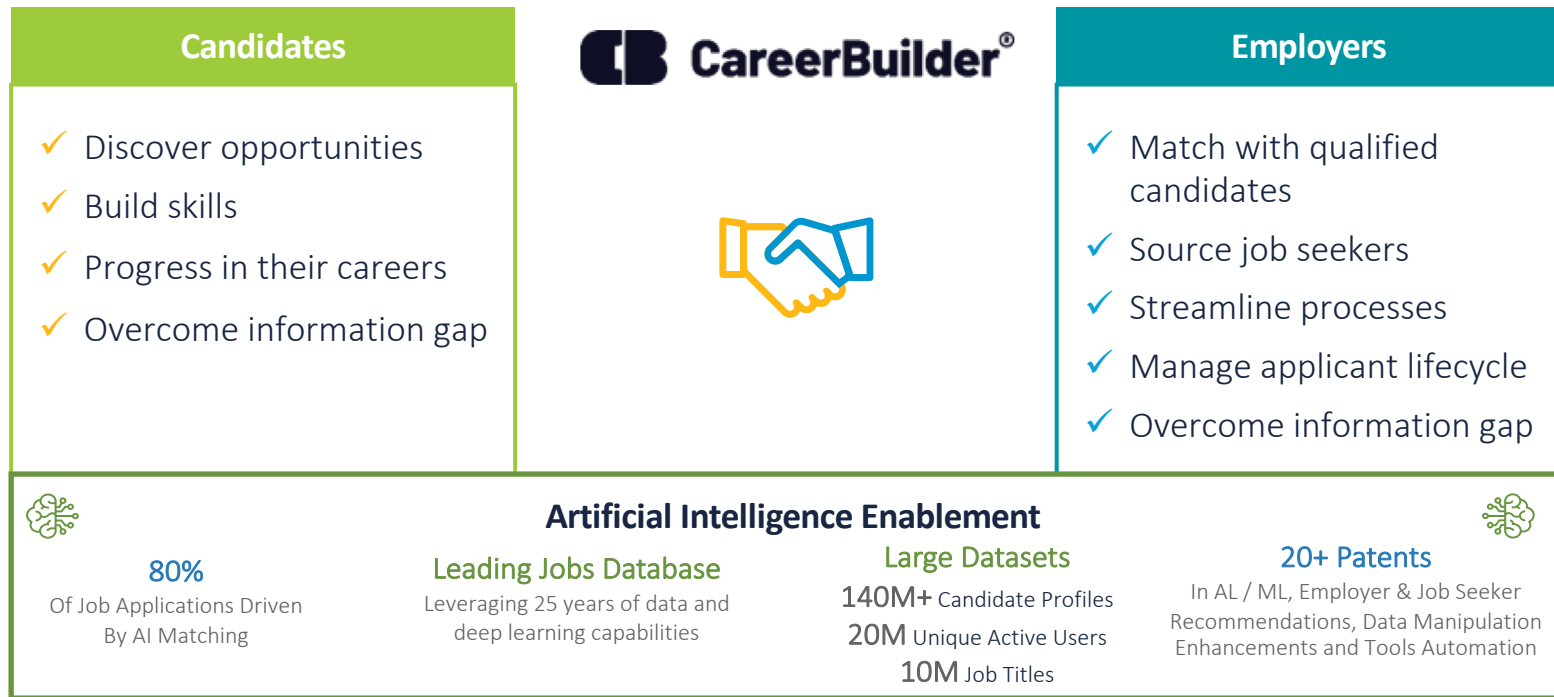 Candidates
Discover opportunities
Build skills
Progress in their careers
Overcome information gap
CareerBuilder®
Employers
Match with qualified
candidates
Source job seekers
Streamline processes
Manage applicant lifecycle
Overcome information gap
Artificial Intelligence Enablement
80%
Of Job Applications Driven
By AI Matching
Leading Jobs Database
Leveraging 25 years of data and
deep learning capabilities
Large Datasets
140M+ Candidate Profiles
20M Unique Active Users
10M Job Titles
20+ Patents
In AL / ML, Employer & Job Seeker
Recommendations, Data Manipulation
Enhancements and Tools Automation